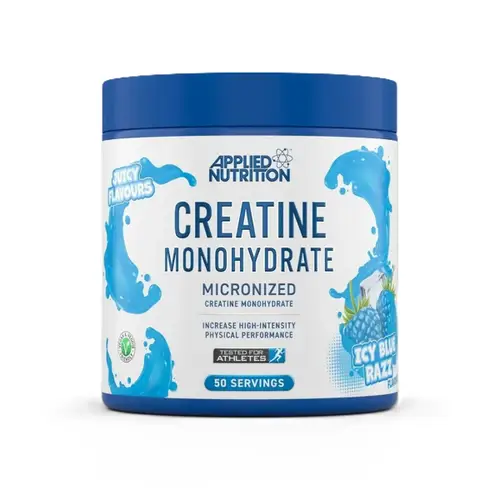 JUICY
FLAVOURS
APPLIED
NUTRITION
CREATINE
MONOHYDRATE
MICRONIZED
CREATINE MONOHYDRATE
INCREASE HIGH-INTENSITY
PHYSICAL PERFORMANCE
TESTED FOR
ATHLETES
50 SERVINGS
ICY BLUE
RAZZ